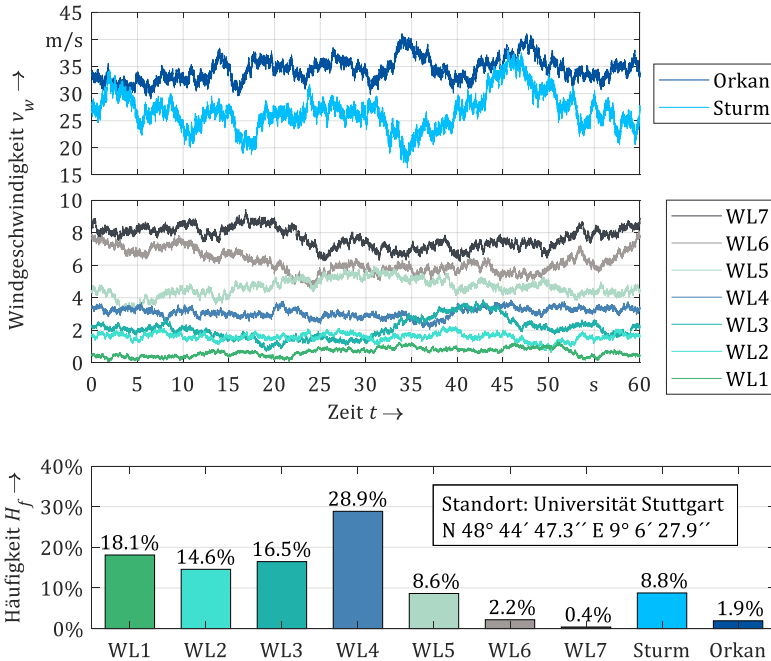 45
m/s
35
30
25
20
15
Orkan
Sturm
Windgeschwindigkeit v_w →
10
8
6
4
2
0
WL7
WL6
WL5
WL4
WL3
WL2
WL1
0 5 10 15 20 25 30 35 40 45 50 s 60
Zeit t →
Häufigkeit H_f →
40%
30%
20%
10%
0%
Standort: Universität Stuttgart
N 48° 44´ 47.3´´ E 9° 6´ 27.9´´
18.1% 14.6% 16.5% 28.9% 8.6% 2.2% 0.4% 8.8% 1.9%
WL1 WL2 WL3 WL4 WL5 WL6 WL7 Sturm Orkan